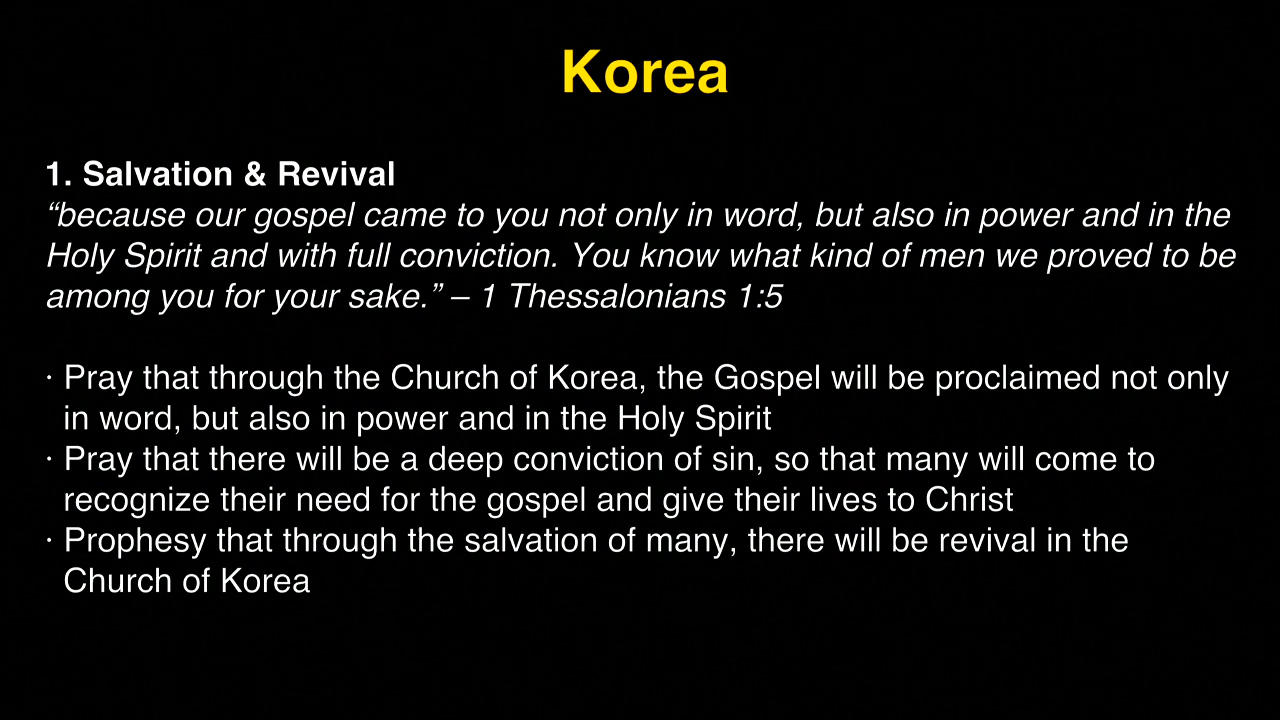 Korea
1. Salvation & Revival
“because our gospel came to you not only in word, but also in power and in the
Holy Spirit and with full conviction. You know what kind of men we proved to be
among you for your sake.” – 1 Thessalonians 1:5
· Pray that through the Church of Korea, the Gospel will be proclaimed not only
in word, but also in power and in the Holy Spirit
· Pray that there will be a deep conviction of sin, so that many will come to
recognize their need for the gospel and give their lives to Christ
· Prophesy that through the salvation of many, there will be revival in the
Church of Korea